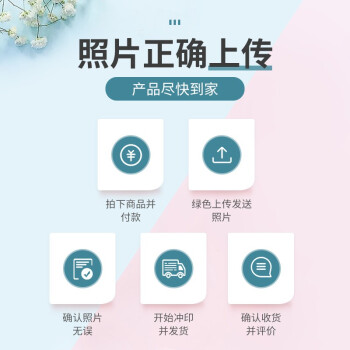 照片正确上传
产品尽快到家
¥
拍下商品并
付款
绿色上传发送
照片
确认照片
无误
开始冲印
并发货
确认收货
并评价